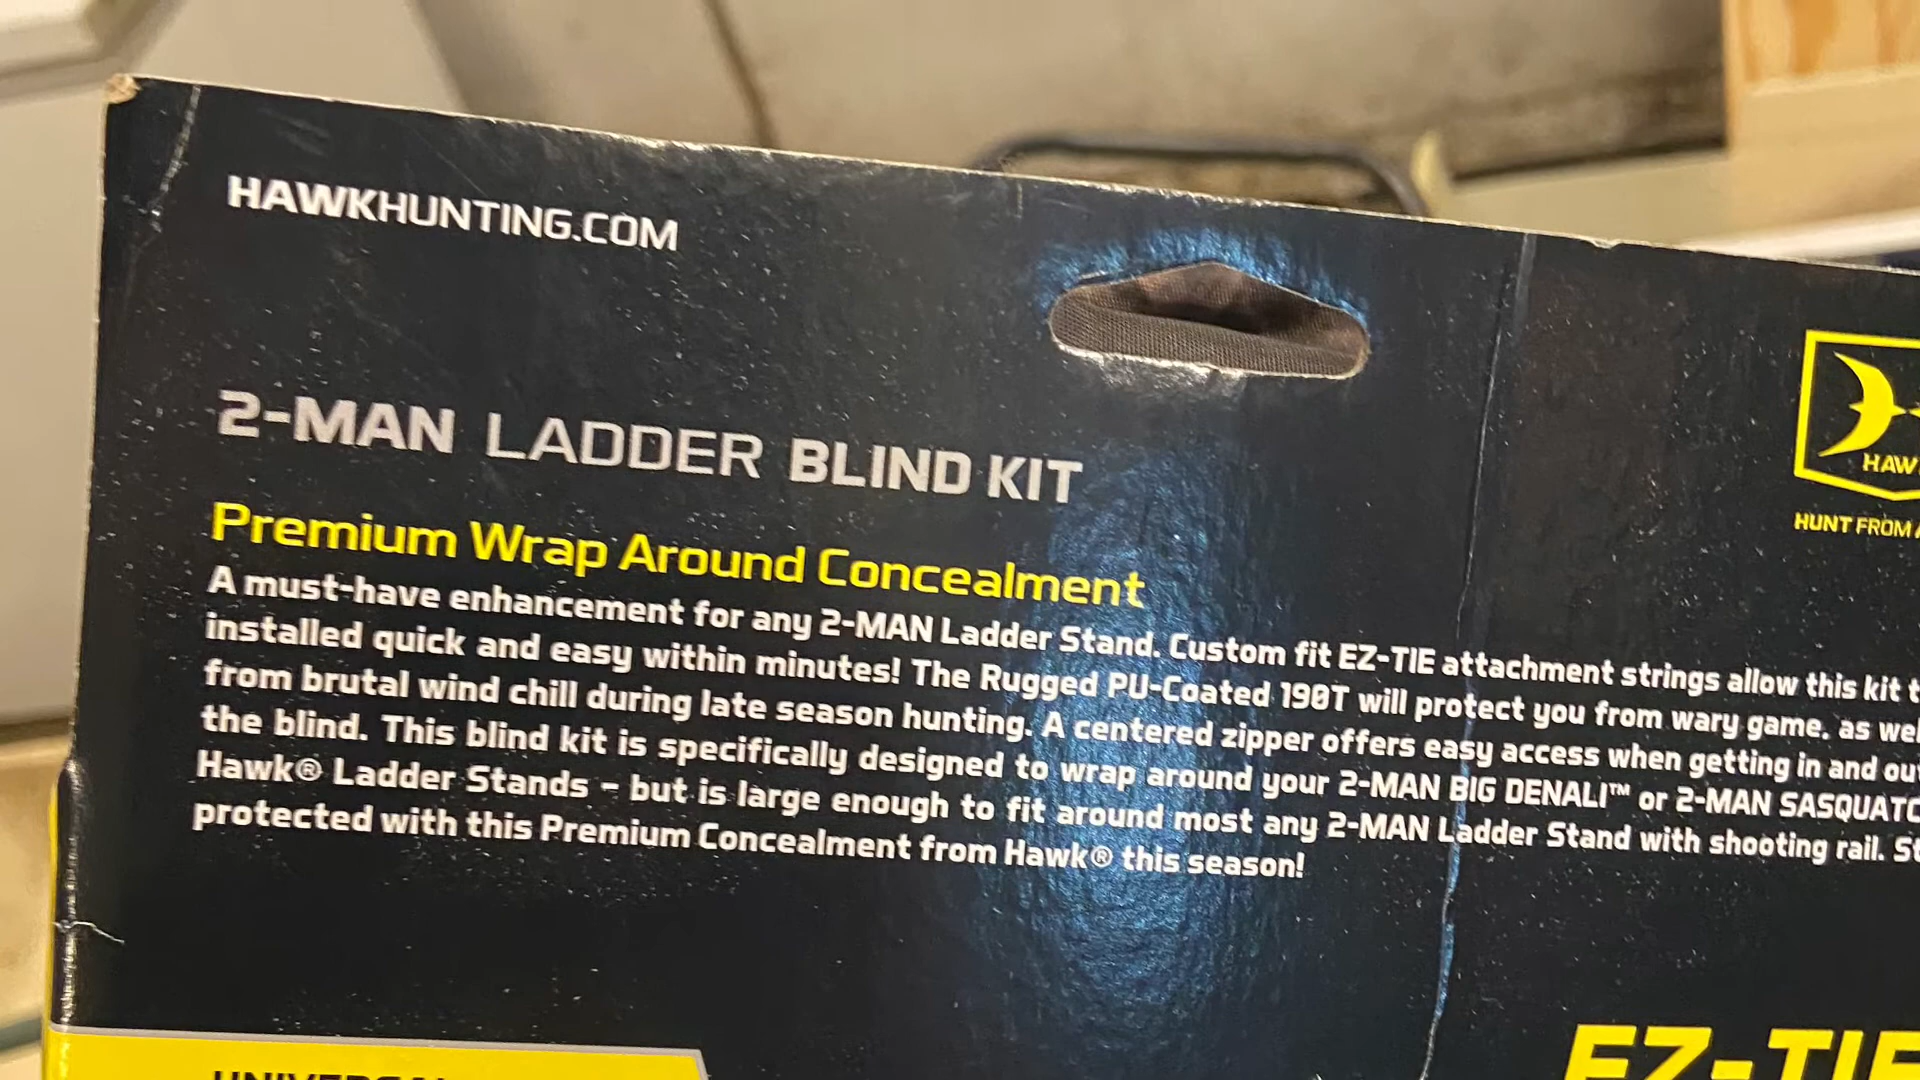 HAWKHUNTING.COM
2-MAN LADDER BLIND KIT
Premium Wrap Around Concealment
A must-have enhancement for any 2-MAN Ladder Stand. Custom fit EZ-TIE attachment strings allow this kit
installed quick and easy within minutes! The Rugged PU-Coated 190T will protect you from wary game. as
from brutal wind chill during late season hunting. A centered zipper offers easy access when getting in and
the blind. This blind kit is specifically designed to wrap around your 2-MAN BIG DENALI™ or 2-MAN
Hawk® Ladder Stands - but is large enough to fit around most any 2-MAN Ladder Stand with shooting rail.
protected with this Premium Concealment from Hawk® this season!
HUNT FROM
EZ-TIE